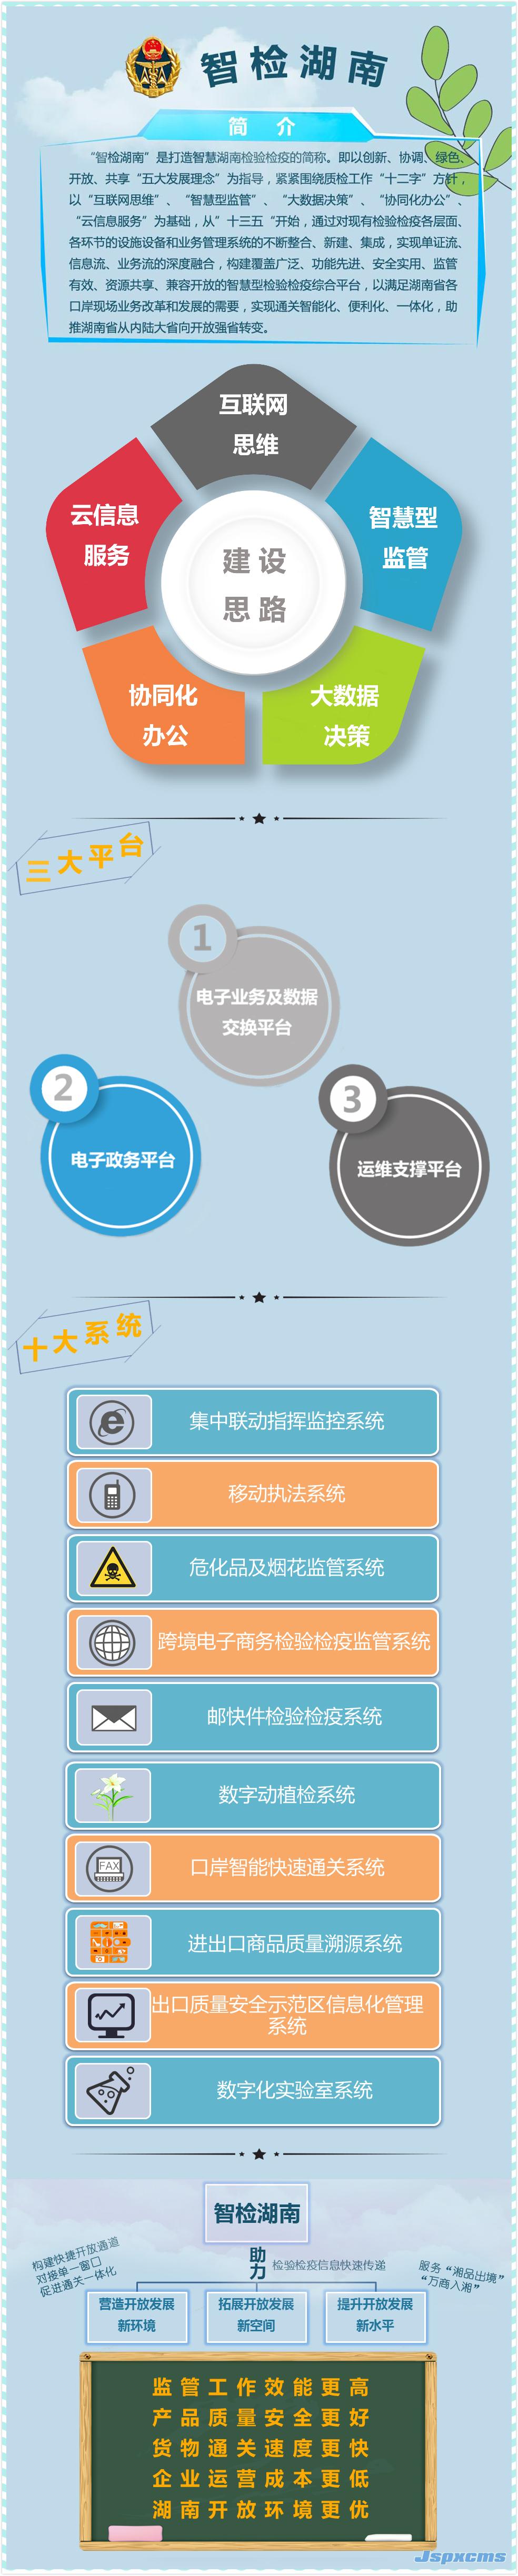 智检湖南
简 介
“智检湖南”是打造智慧湖南检验检疫的简称。即以创新、协调、绿色、
开放、共享“五大发展理念”为指导，紧紧围绕质检工作“十二字”方针，
以“互联网思维”、“智慧型监管”、“大数据决策”、“协同化办公”、
“云信息服务”为基础，从”十三五“开始，通过对现有检验检疫各层面、
各环节的设施设备和业务管理系统的不断整合、新建、集成，实现单证流、
信息流、业务流的深度融合，构建覆盖广泛、功能先进、安全实用、监管
有效、资源共享、兼容开放的智慧型检验检疫综合平台，以满足湖南省各
口岸现场业务改革和发展的需要，实现通关智能化、便利化、一体化，助
推湖南省从内陆大省向开放强省转变。
互联网
思维
云信息
服务
智慧型
监管
建设
思路
协同化
办公
大数据
决策
三大平台
1
电子业务及数据
交换平台
2
电子政务平台
3
运维支撑平台
十大系统
集中联动指挥监控系统
移动执法系统
危化品及烟花监管系统
跨境电子商务检验检疫监管系统
邮快件检验检疫系统
数字动植检系统
FAX
口岸智能快速通关系统
进出口商品质量溯源系统
出口质量安全示范区信息化管理
系统
数字化实验室系统
智检湖南
构建快捷开放通道
对接单一窗口
促进通关一体化
助力
检验检疫信息快速传递
服务“湘品出境”
“万商入湘”
营造开放发展
新环境
拓展开放发展
新空间
提升开放发展
新水平
监管工作效能更高
产品质量安全更好
货物通关速度更快
企业运营成本更低
湖南开放环境更优
Jspxcms